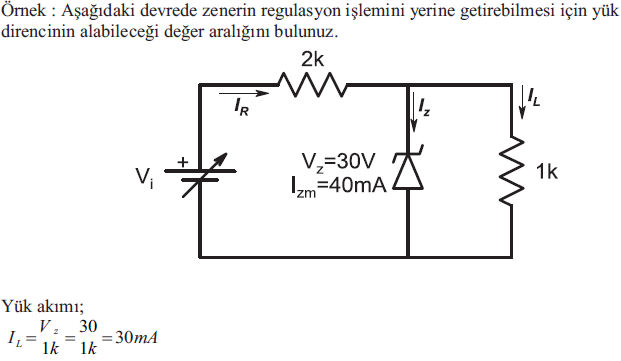 Örnek : Aşağıdaki devrede zenerin regulasyon işlemini yerine getirebilmesi için yük
direncinin alabileceği değer aralığını bulunuz.
2k
I_R
I_z
I_L
V_i
+
V_z=30V
I_zm=40mA
1k
Yük akımı;
I_L = V_z / 1k = 30 / 1k = 30mA